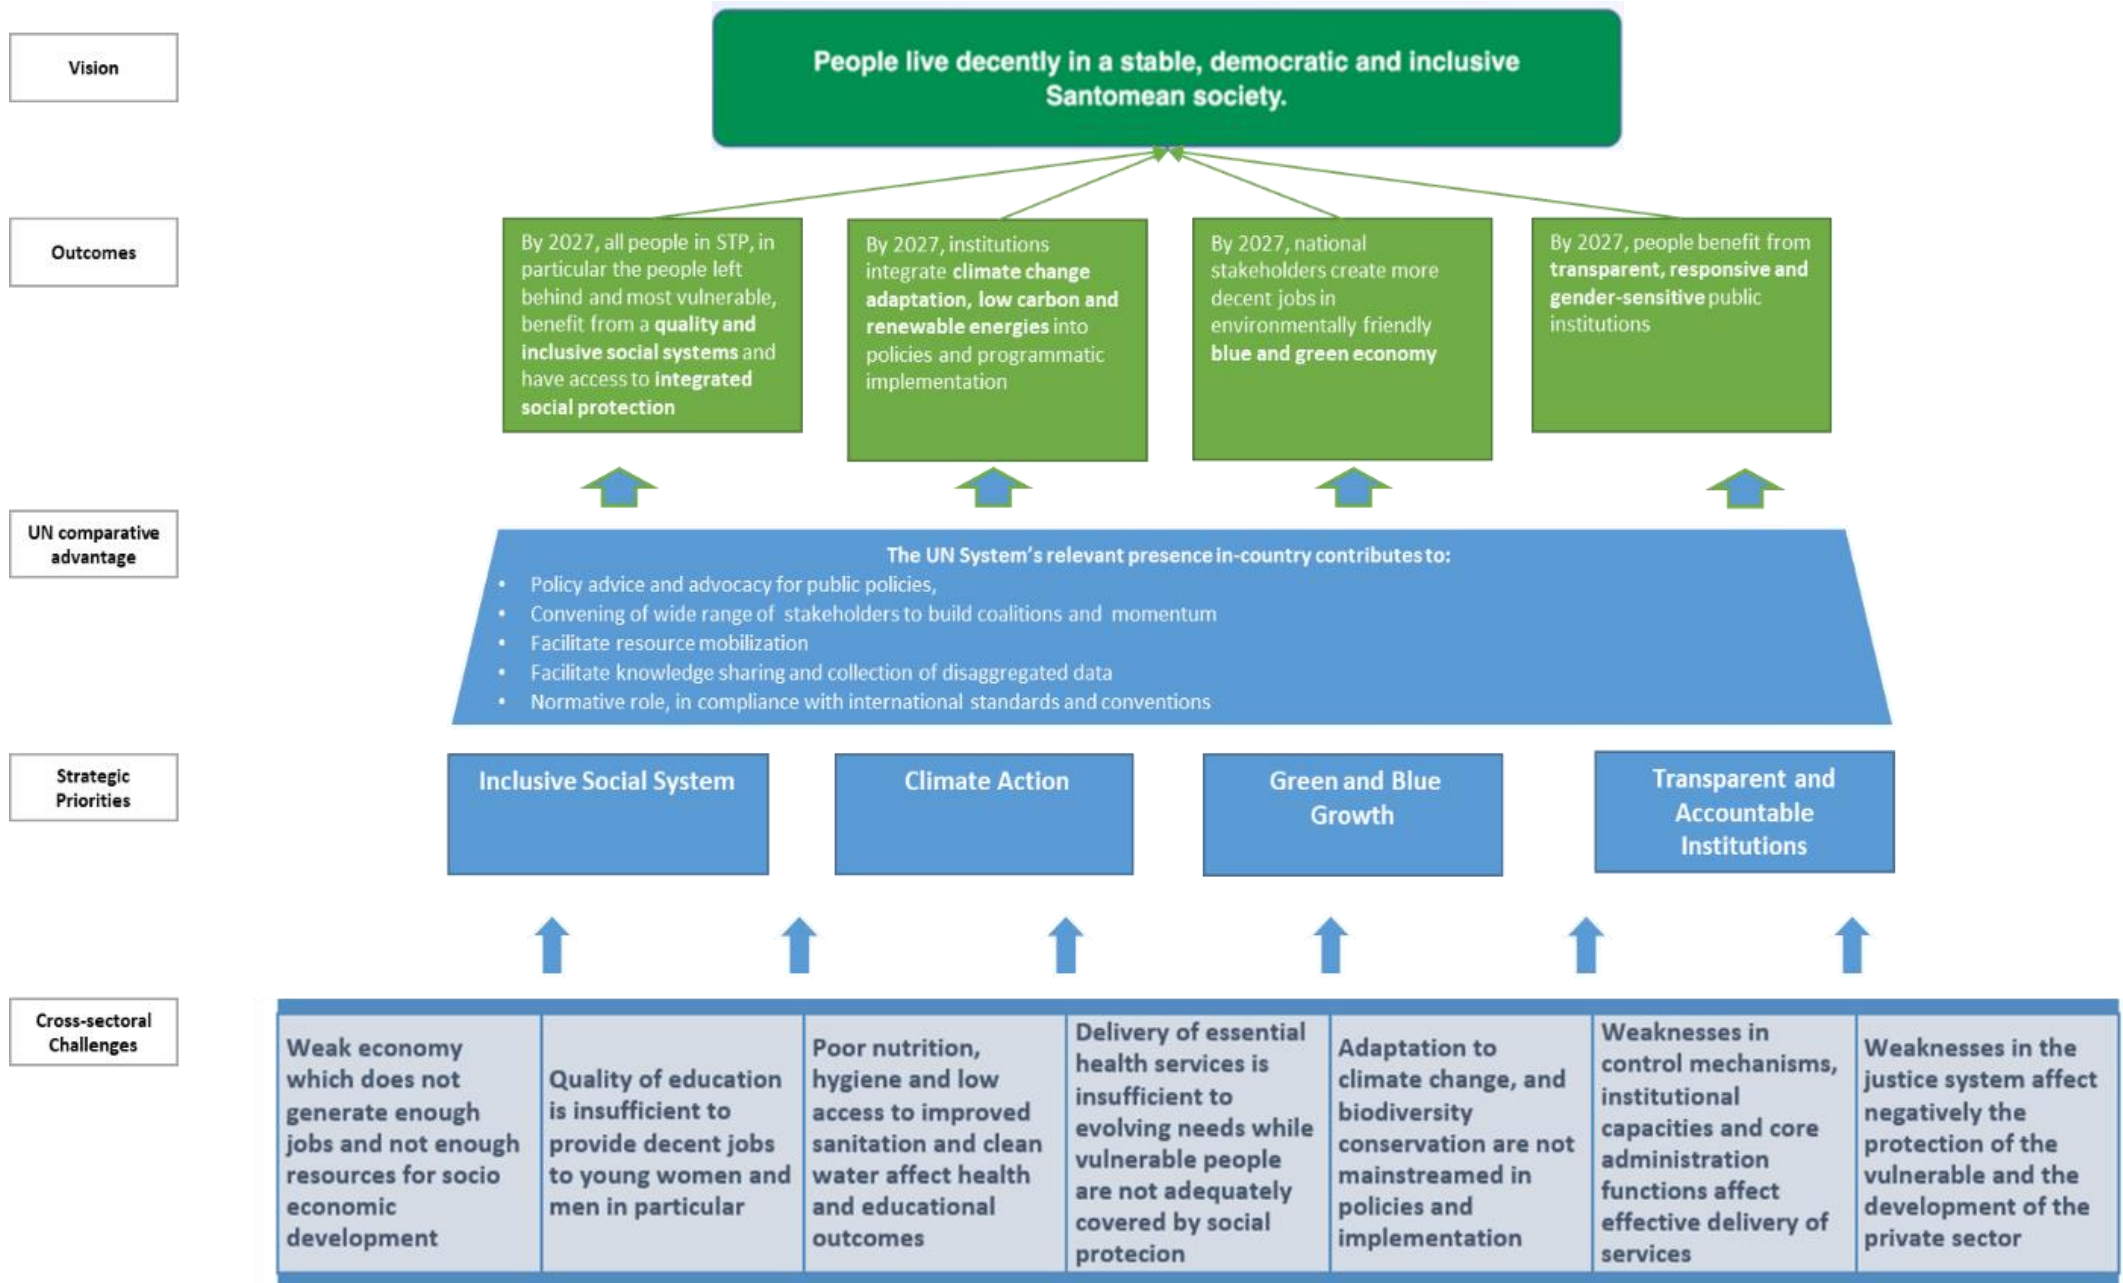 Vision
People live decently in a stable, democratic and inclusive
Santomean society.
Outcomes
By 2027, all people in STP, in
particular the people left
behind and most vulnerable,
benefit from a quality and
inclusive social systems and
have access to integrated
social protection
By 2027, institutions
integrate climate change
adaptation, low carbon and
renewable energies into
policies and programmatic
implementation
By 2027, national
stakeholders create more
decent jobs in
environmentally friendly
blue and green economy
By 2027, people benefit from
transparent, responsive and
gender-sensitive public
institutions
UN comparative
advantage
The UN System's relevant presence in-country contributes to:
• Policy advice and advocacy for public policies,
• Convening of wide range of stakeholders to build coalitions and momentum
• Facilitate resource mobilization
• Facilitate knowledge sharing and collection of disaggregated data
• Normative role, in compliance with international standards and conventions
Strategic
Priorities
Inclusive Social System
Climate Action
Green and Blue
Growth
Transparent and
Accountable
Institutions
Cross-sectoral
Challenges
Weak economy
which does not
generate enough
jobs and not enough
resources for socio
economic
development
Quality of education
is insufficient to
provide decent jobs
to young women and
men in particular
Poor nutrition,
hygiene and low
access to improved
sanitation and clean
water affect health
and educational
outcomes
Delivery of essential
health services is
insufficient to
evolving needs while
vulnerable people
are not adequately
covered by social
protecion
Adaptation to
climate change, and
biodiversity
conservation are not
mainstreamed in
policies and
implementation
Weaknesses in
control mechanisms,
institutional
capacities and core
administration
functions affect
effective delivery of
services
Weaknesses in the
justice system affect
negatively the
protection of the
vulnerable and the
development of the
private sector